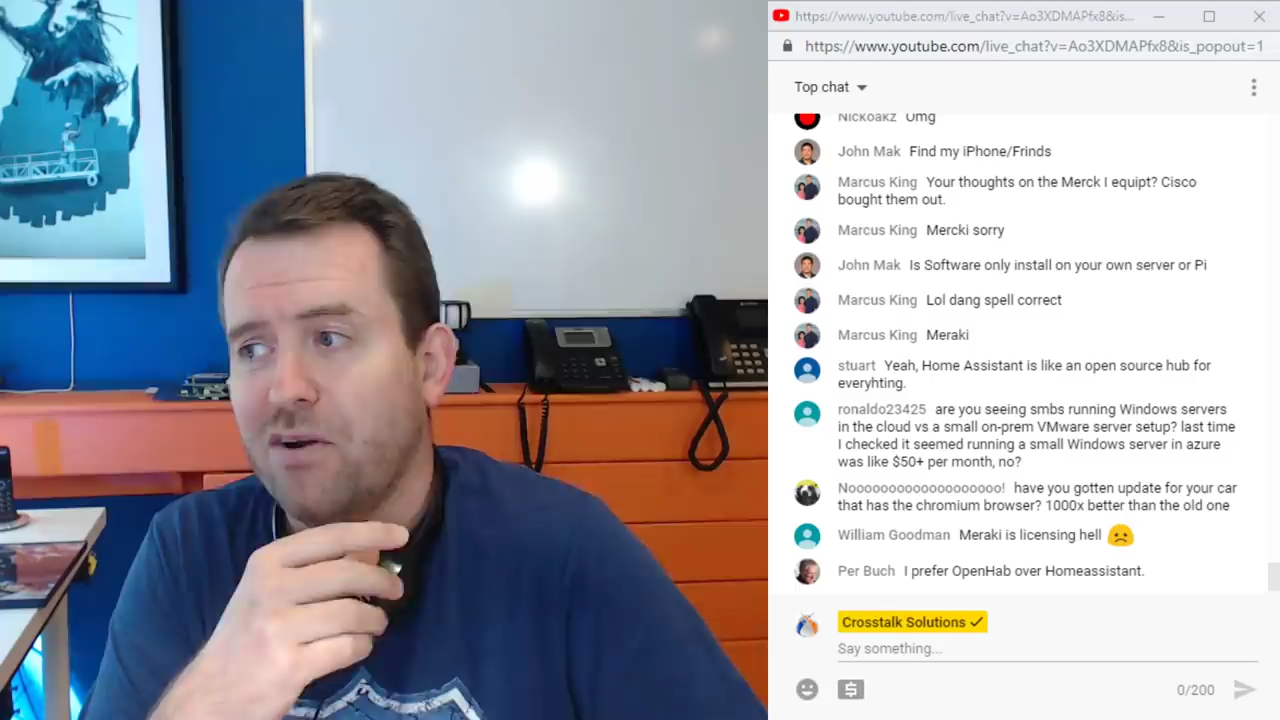 https://www.youtube.com/live_chat?v=Ao3XDMAPfx8&is...
https://www.youtube.com/live_chat?v=Ao3XDMAPfx8&is_popout=1
Top chat
Nickoakz Omg
John Mak Find my iPhone/Frinds
Marcus King Your thoughts on the Merck I equipt? Cisco
bought them out.
Marcus King Mercki sorry
John Mak Is Software only install on your own server or Pi
Marcus King Lol dang spell correct
Marcus King Meraki
stuart Yeah, Home Assistant is like an open source hub for
everyhting.
ronaldo23425 are you seeing smbs running Windows servers
in the cloud vs a small on-prem VMware server setup? last time
I checked it seemed running a small Windows server in azure
was like $50+ per month, no?
Noooooooooooooooooo! have you gotten update for your car
that has the chromium browser? 1000x better than the old one
William Goodman Meraki is licensing hell
Per Buch I prefer OpenHab over Homeassistant.
Crosstalk Solutions
Say something...
0/200